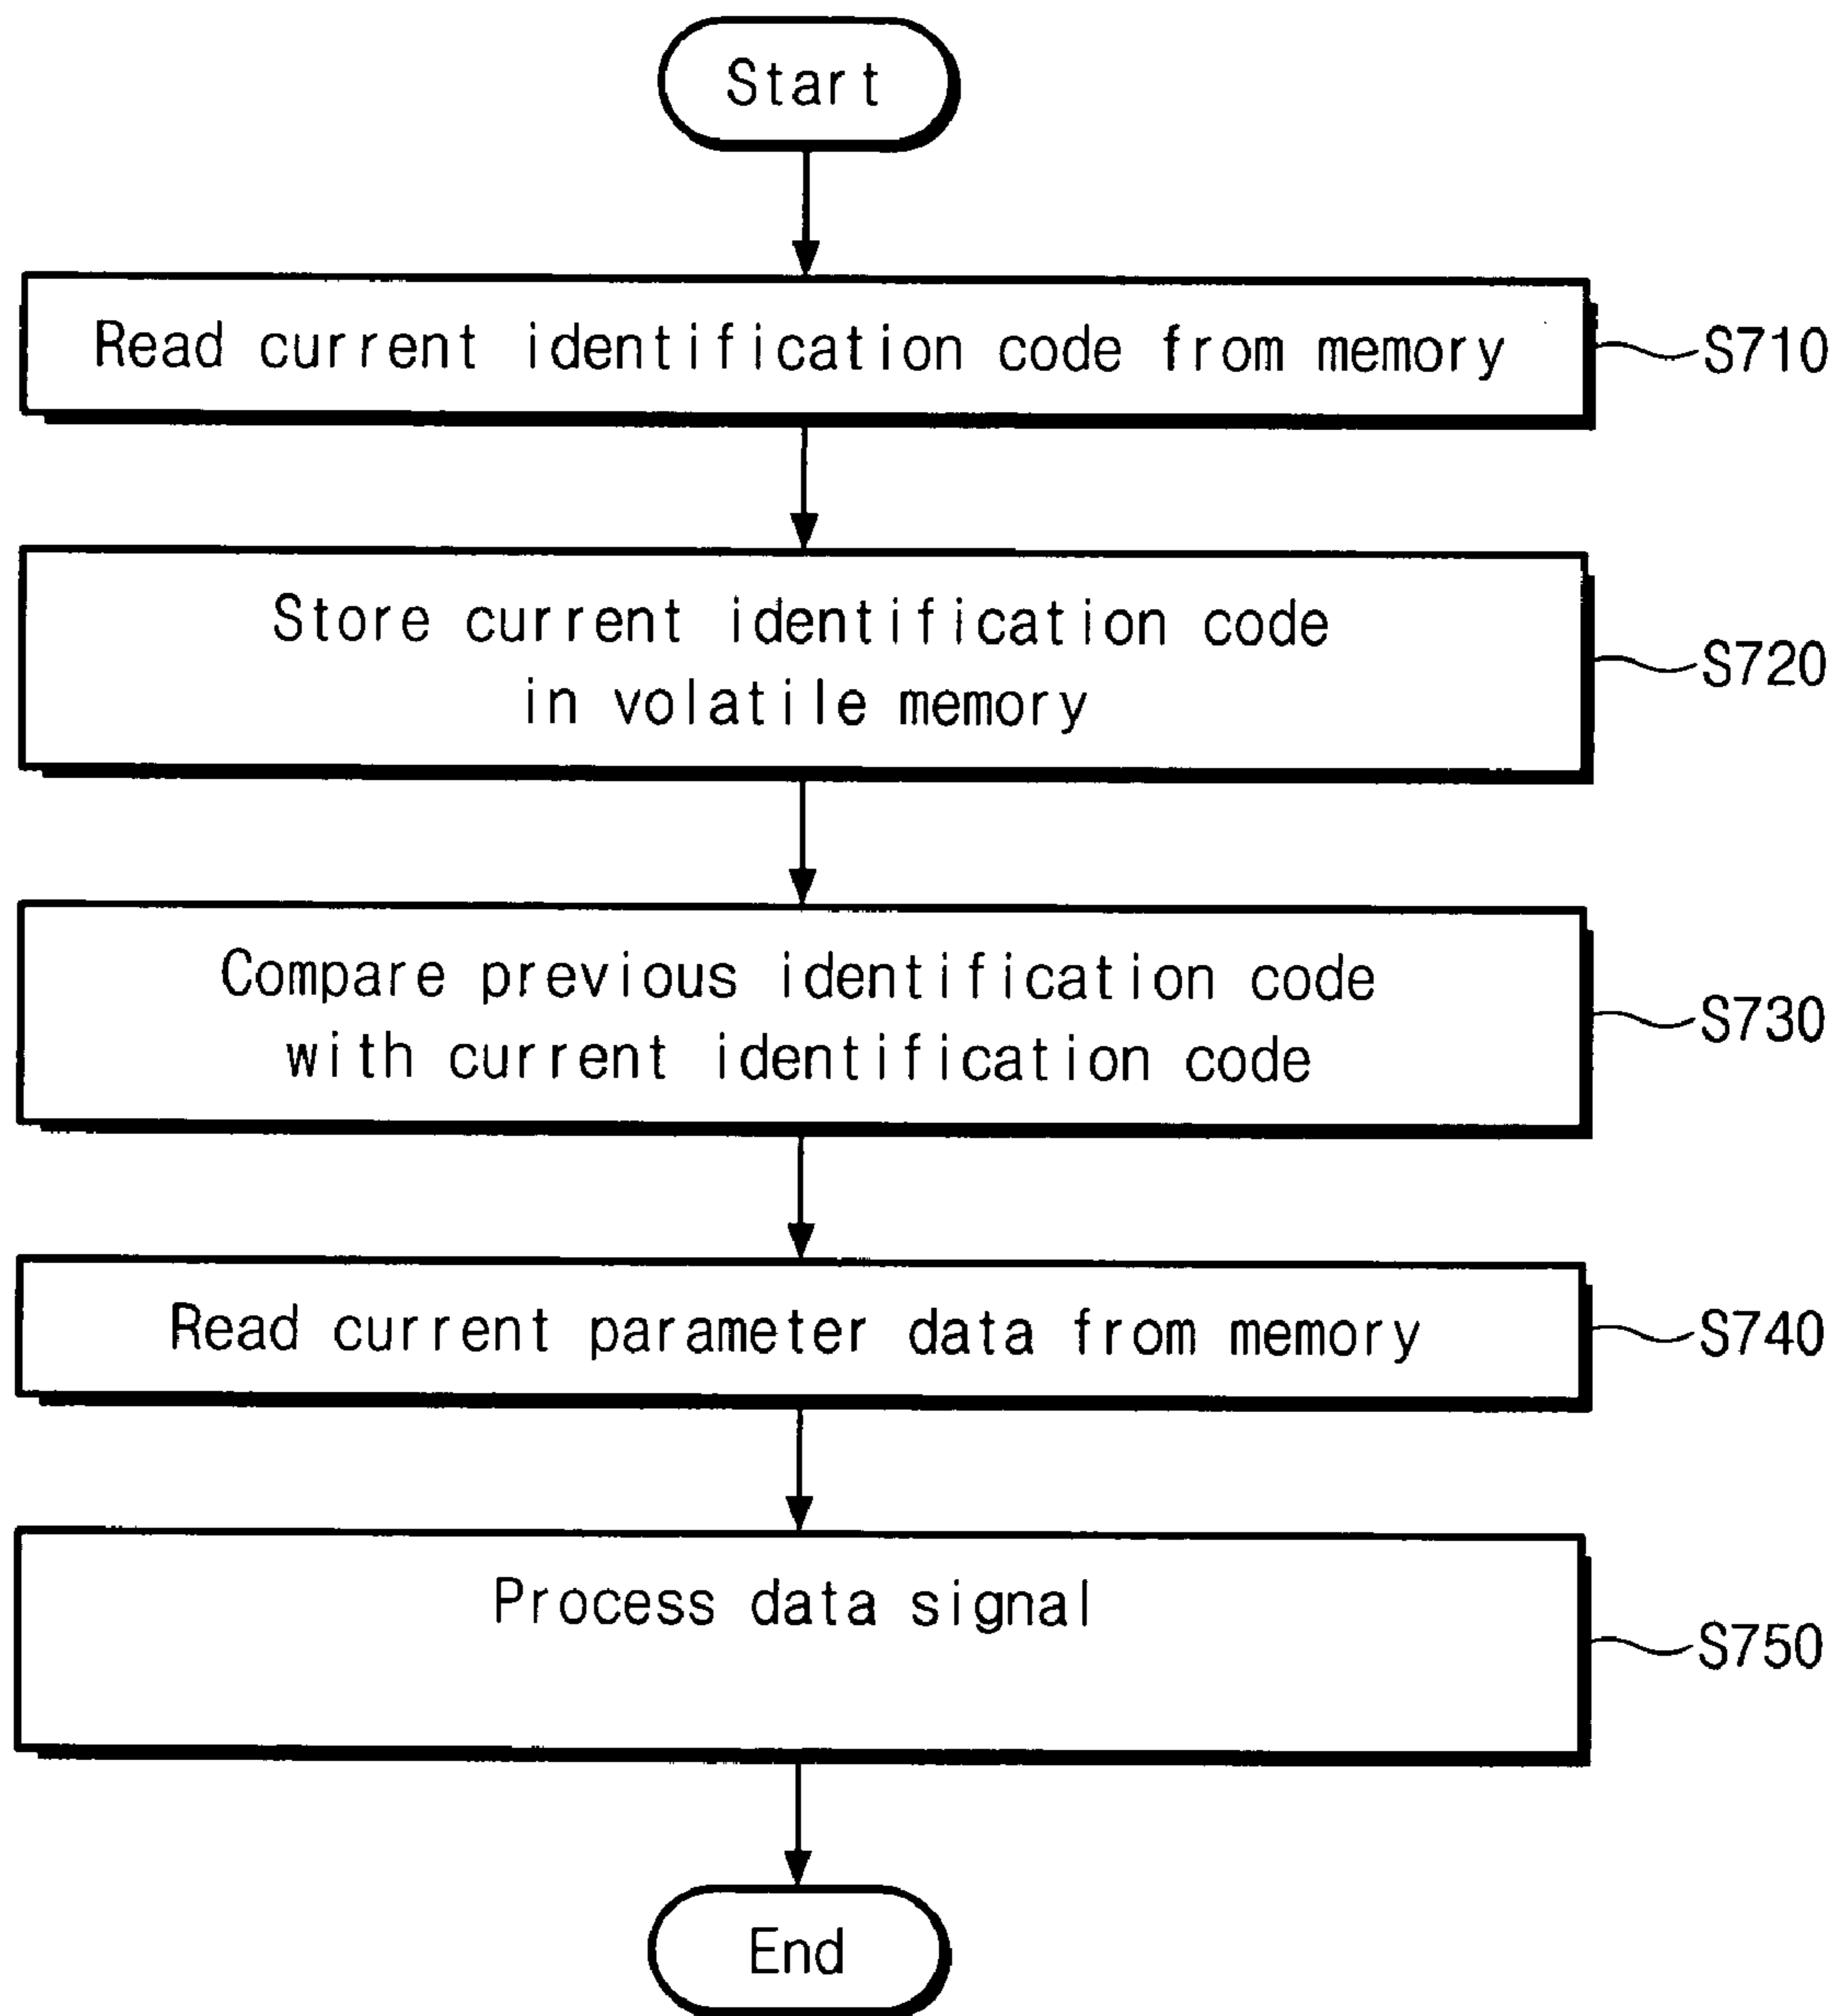 Start
Read current identification code from memory
S710
Store current identification code
in volatile memory
S720
Compare previous identification code
with current identification code
S730
Read current parameter data from memory
S740
Process data signal
S750
End